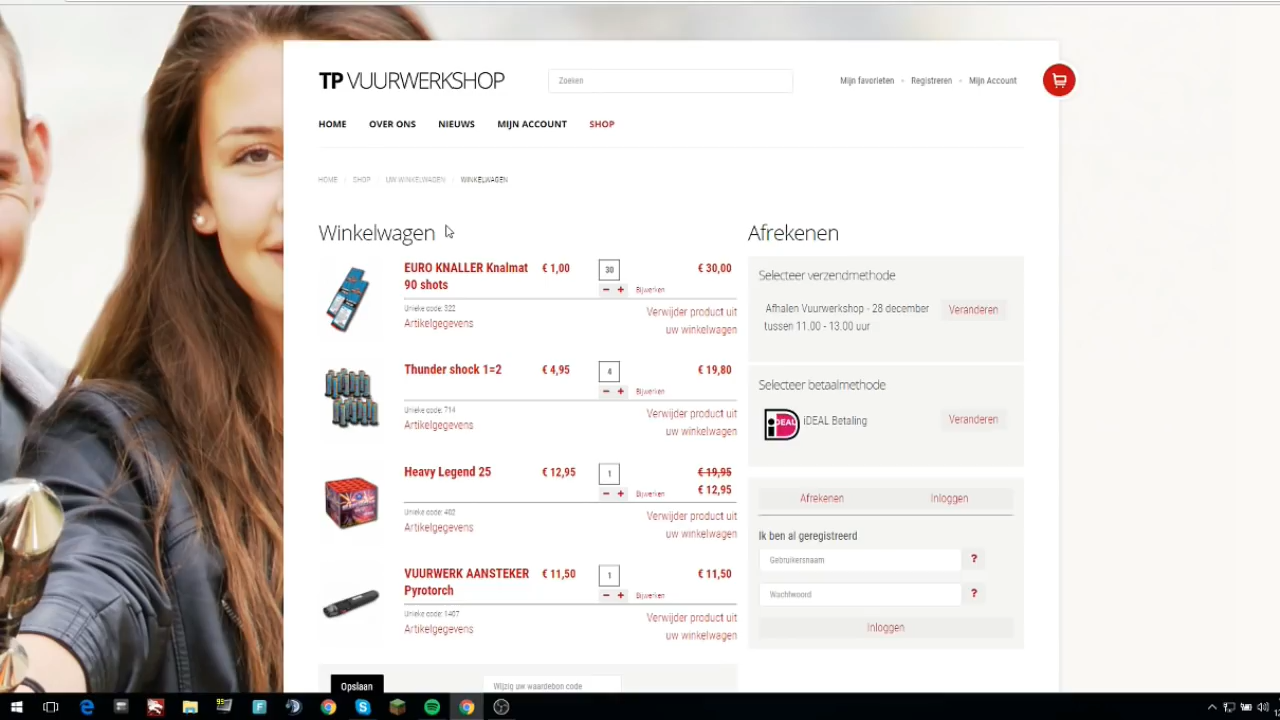 TP VUURWERKSHOP
Zoeken
Mijn favorieten
Registreren
Mijn Account
HOME
OVER ONS
NIEUWS
MIJN ACCOUNT
SHOP
HOME
SHOP
UW WINKELWAGEN
WINKELWAGEN
Winkelwagen
EURO KNALLER Knalmat
90 shots
€ 1,00
30
€ 30,00
Bijwerken
Unieke code: 322
Artikelgegevens
Verwijder product uit
uw winkelwagen
Thunder shock 1=2
€ 4,95
4
€ 19,80
Bijwerken
Unieke code: 714
Artikelgegevens
Verwijder product uit
uw winkelwagen
Heavy Legend 25
€ 12,95
1
€ 19,95
€ 12,95
Bijwerken
Unieke code: 402
Artikelgegevens
Verwijder product uit
uw winkelwagen
VUURWERK AANSTEKER
Pyrotorch
€ 11,50
1
€ 11,50
Bijwerken
Unieke code: 1407
Artikelgegevens
Verwijder product uit
uw winkelwagen
Opslaan
Wijzig uw waardebon code
Afrekenen
Selecteer verzendmethode
Afhalen Vuurwerkshop - 28 december
tussen 11.00 - 13.00 uur
Veranderen
Selecteer betaalmethode
iDEAL
iDEAL Betaling
Veranderen
Afrekenen
Inloggen
Ik ben al geregistreerd
Gebruikersnaam
?
Wachtwoord
?
Inloggen